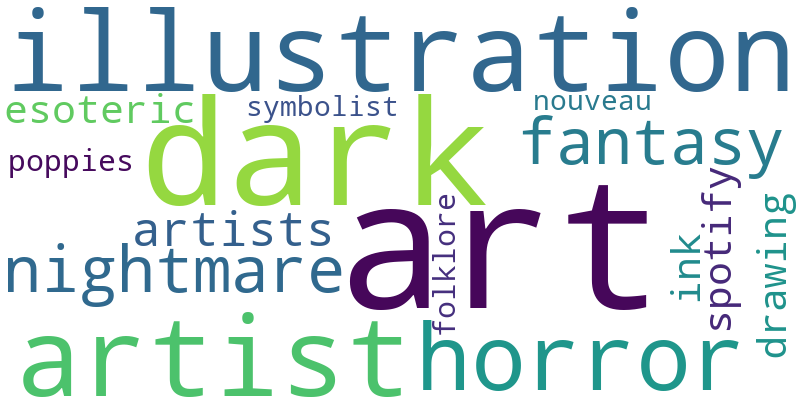 illustration
esoteric
symbolist
nouveau
dark
fantasy
poppies
art
artists
nightmare
folklore
ink
spotify
drawing
artist
horror